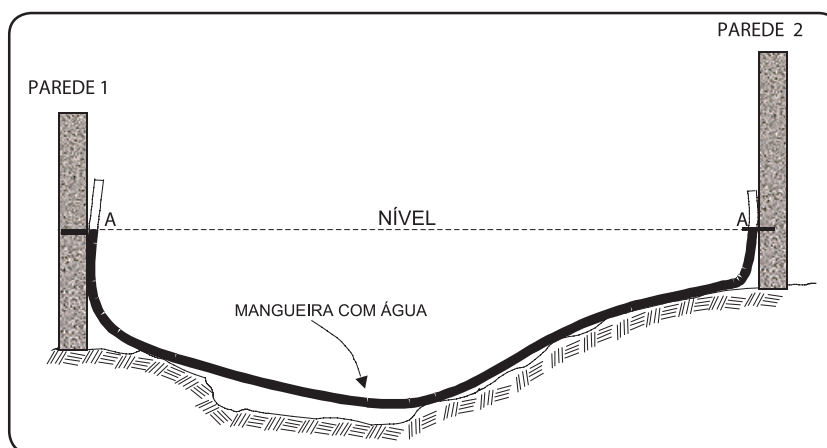 PAREDE 2
PAREDE 1
A NÍVEL A
MANGUEIRA COM ÁGUA